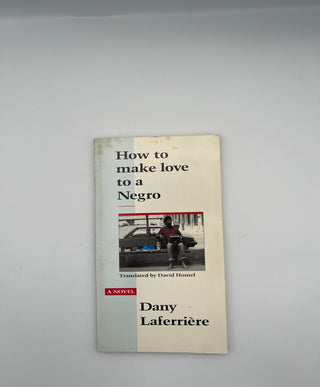 How to
make love
to a
Negro
Translated by David Homel
A NOVEL
Dany
Laferrière